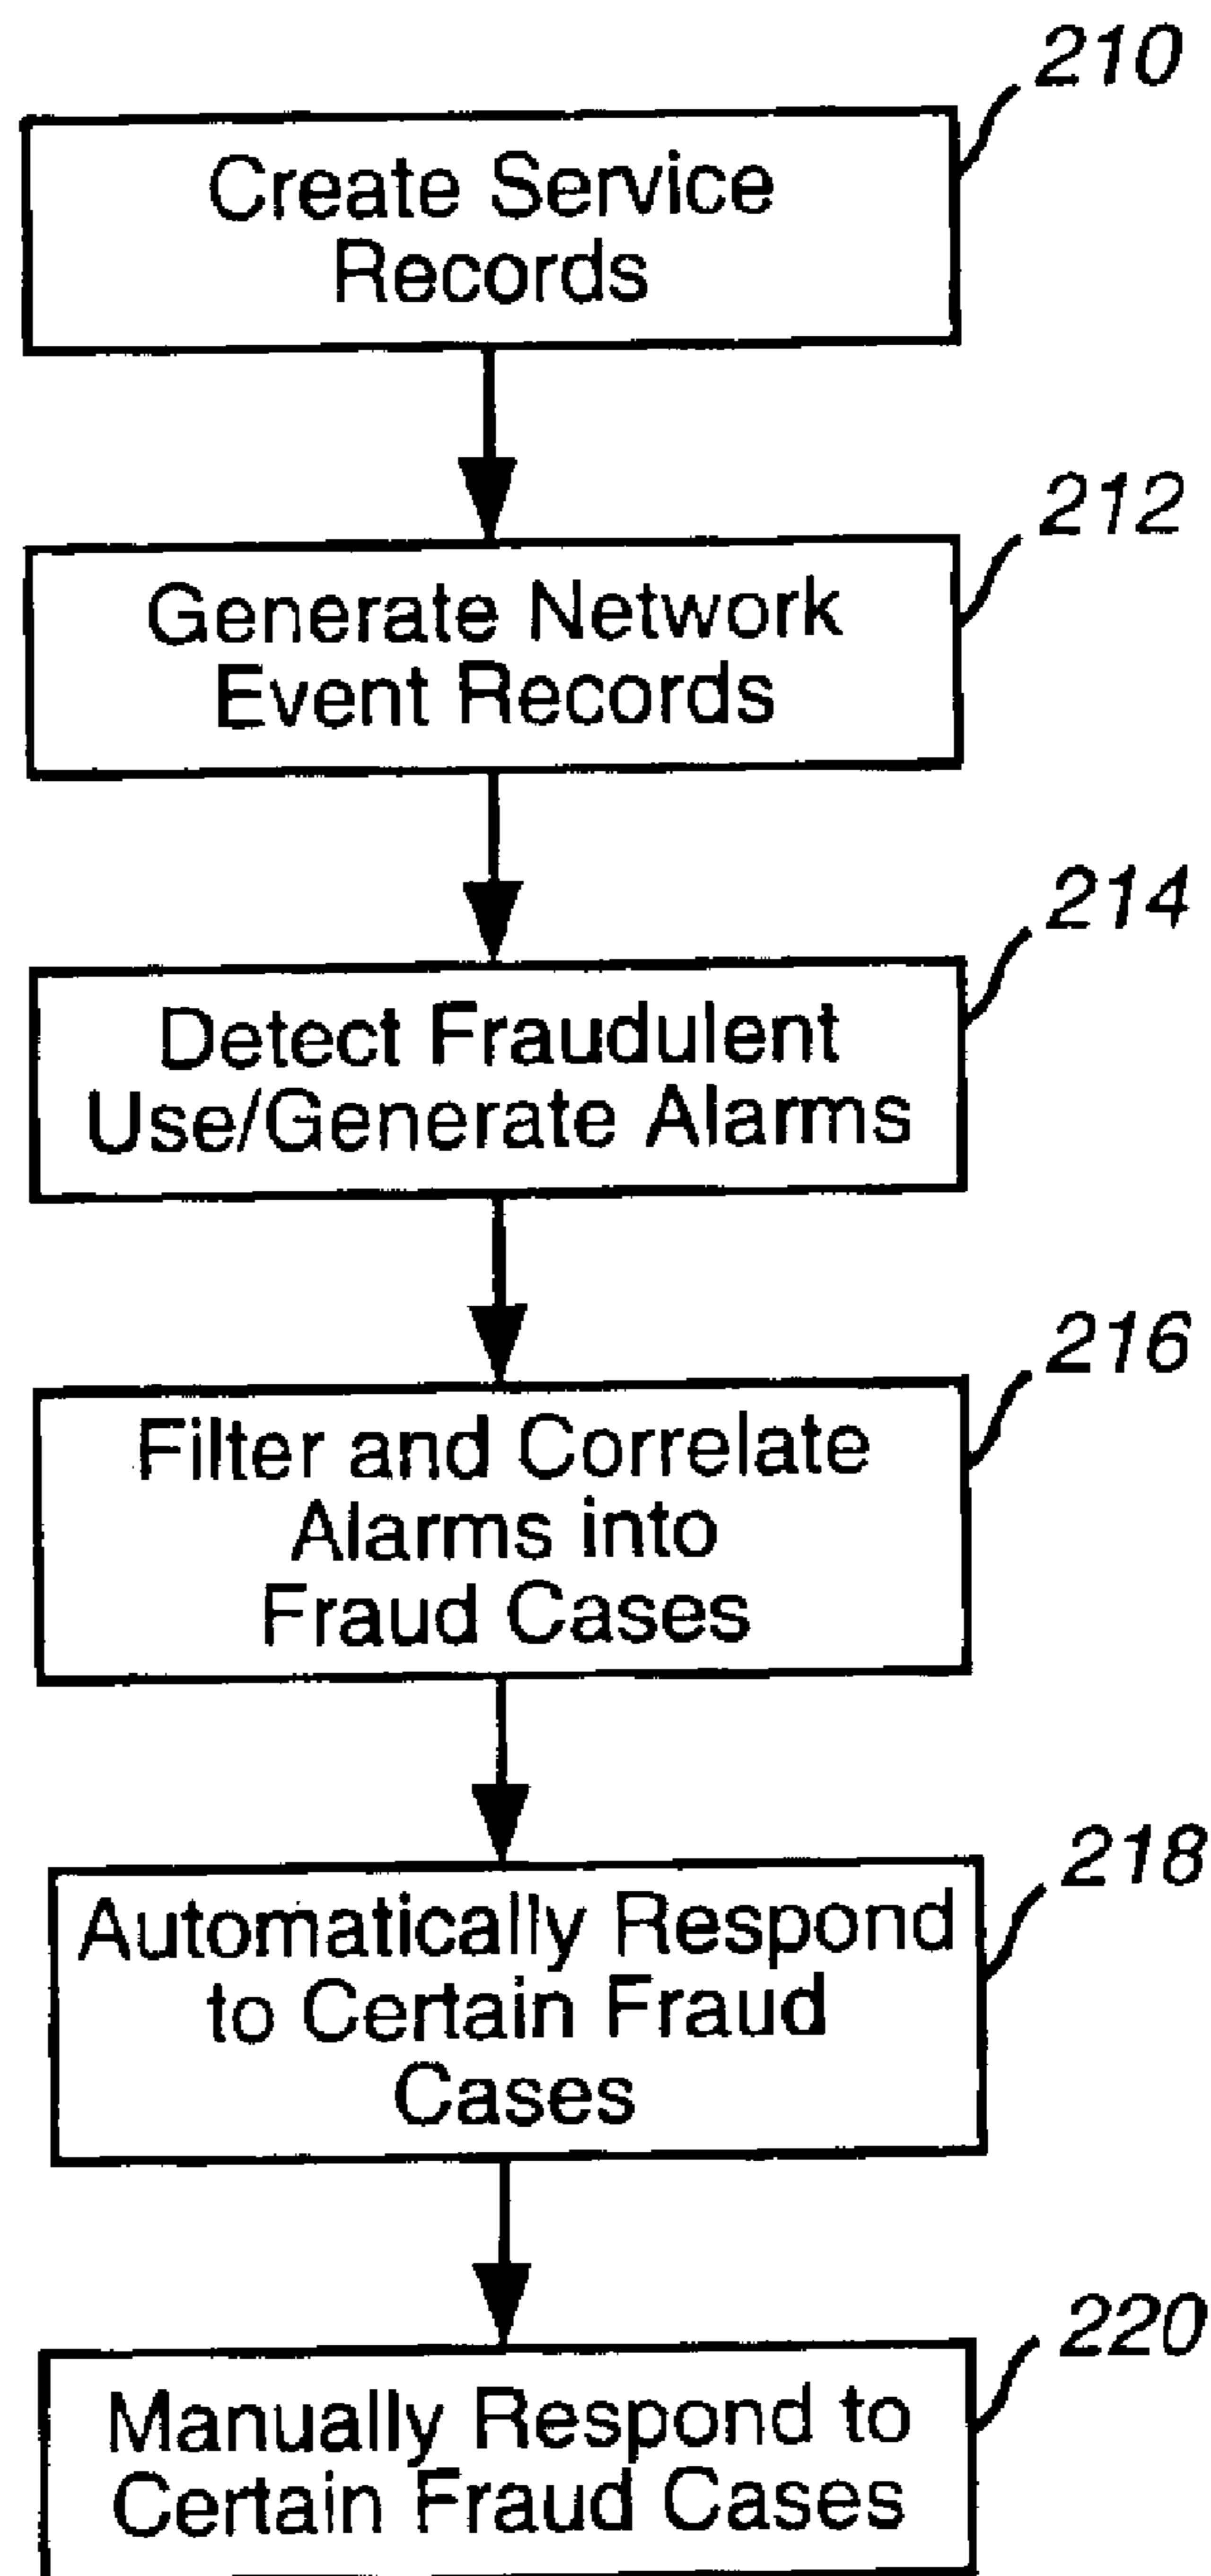 210
Create Service
Records
212
Generate Network
Event Records
214
Detect Fraudulent
Use/Generate Alarms
216
Filter and Correlate
Alarms into
Fraud Cases
218
Automatically Respond
to Certain Fraud
Cases
220
Manually Respond to
Certain Fraud Cases